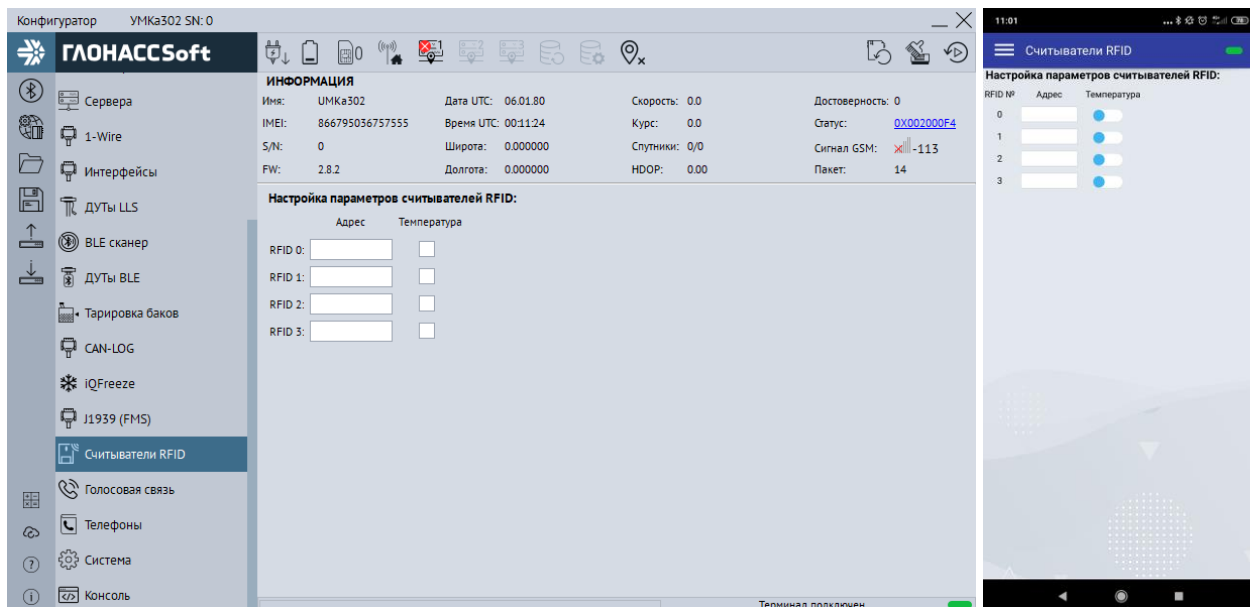 Конфигуратор УМКа302 SN: 0
ГЛОНАССSoft
Сервера
1-Wire
Интерфейсы
ДУТы LLS
BLE сканер
ДУТы BLE
Тарировка баков
CAN-LOG
iQFreeze
J1939 (FMS)
Считыватели RFID
Голосовая связь
Телефоны
Система
Консоль
0
1
2
3
ИНФОРМАЦИЯ
Имя: UMKa302 Дата UTC: 06.01.80 Скорость: 0.0 Достоверность: 0
IMEI: 866795036757555 Время UTC: 00:11:24 Курс: 0.0 Статус: 0X002000F4
S/N: 0 Широта: 0.000000 Спутники: 0/0 Сигнал GSM: -113
FW: 2.8.2 Долгота: 0.000000 HDOP: 0.00 Пакет: 14
Настройка параметров считывателей RFID:
Адрес Температура
RFID 0:
RFID 1:
RFID 2:
RFID 3:
Терминал подключен
11:01
Считыватели RFID
Настройка параметров считывателей RFID:
RFID № Адрес Температура
0
1
2
3